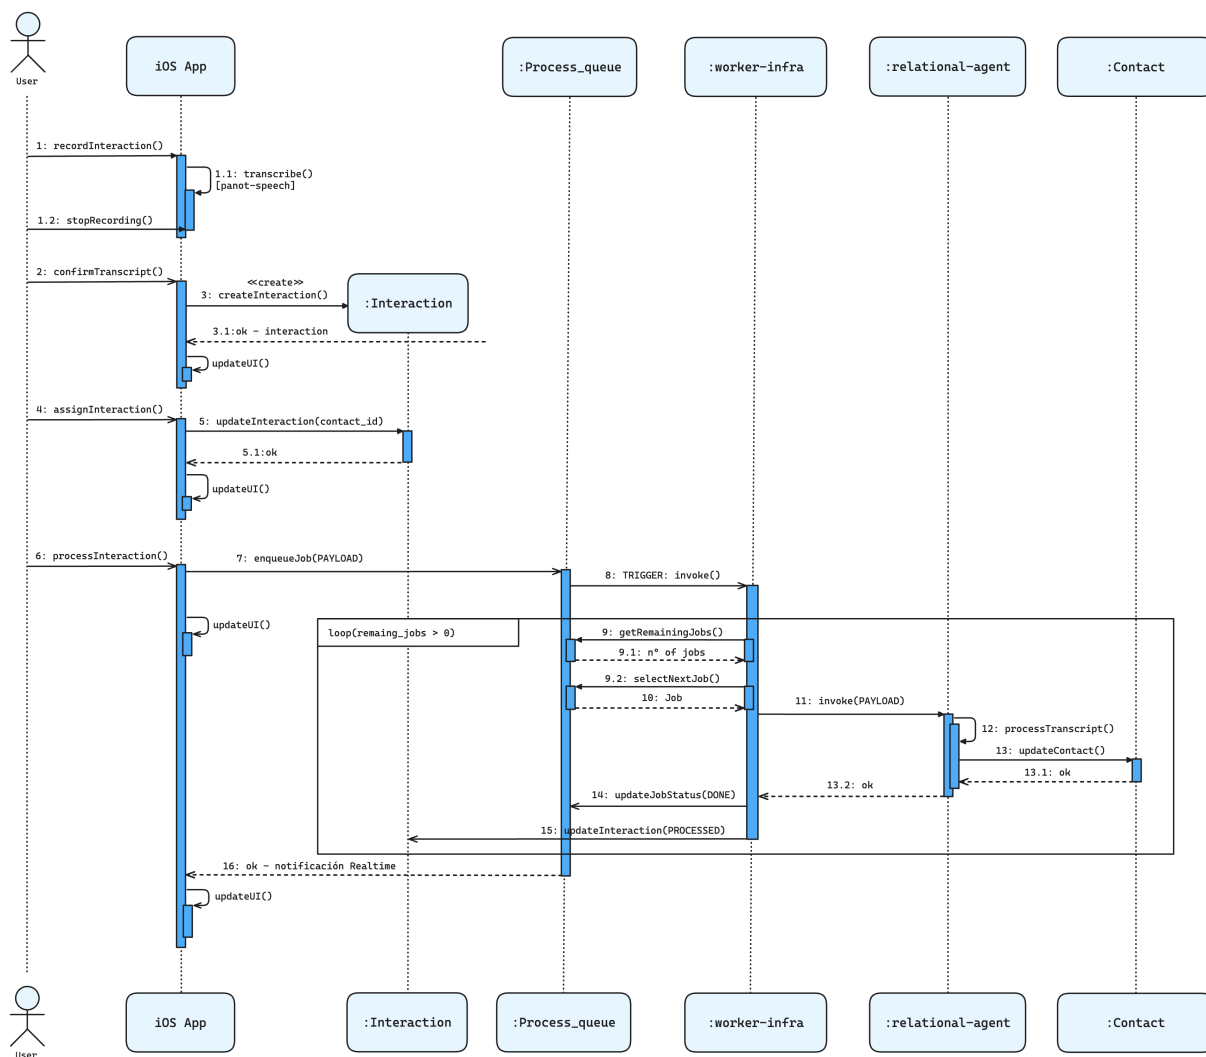 User
iOS App
:Process_queue
:worker-infra
:relational-agent
:Contact
1: recordInteraction()
1.1: transcribe()
[panot-speech]
1.2: stopRecording()
2: confirmTranscript()
<<create>>
3: createInteraction()
:Interaction
3.1:ok - interaction
updateUI()
4: assignInteraction()
5: updateInteraction(contact_id)
5.1:ok
updateUI()
6: processInteraction()
7: enqueueJob(PAYLOAD)
8: TRIGGER: invoke()
updateUI()
loop(remaing_jobs > 0)
9: getRemainingJobs()
9.1: nº of jobs
9.2: selectNextJob()
10: Job
11: invoke(PAYLOAD)
12: processTranscript()
13: updateContact()
13.1: ok
13.2: ok
14: updateJobStatus(DONE)
15: updateInteraction(PROCESSED)
16: ok - notificación Realtime
updateUI()
iOS App
:Interaction
:Process_queue
:worker-infra
:relational-agent
:Contact
User